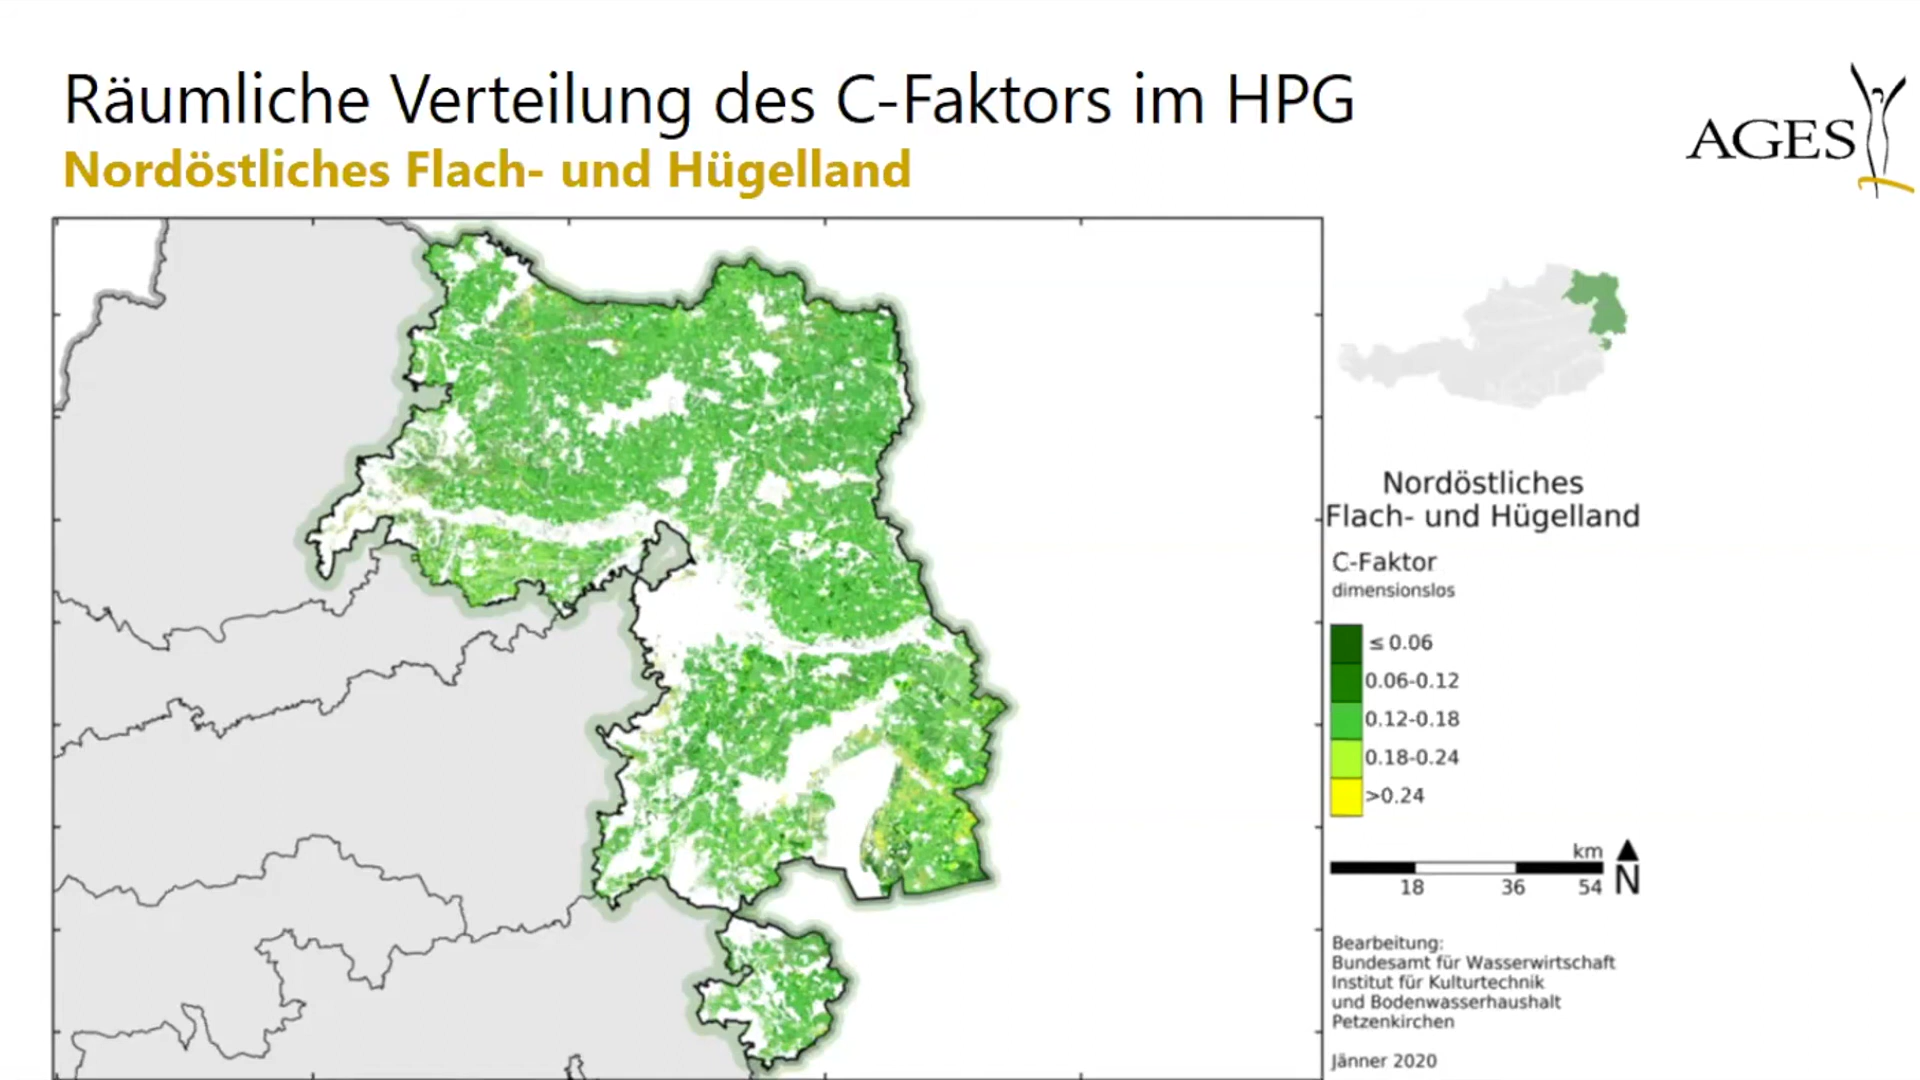 Räumliche Verteilung des C-Faktors im HPG
Nordöstliches Flach- und Hügelland
AGES
Nordöstliches
Flach- und Hügelland
C-Faktor
dimensionslos
≤ 0.06
0.06-0.12
0.12-0.18
0.18-0.24
>0.24
km
18 36 54 N
Bearbeitung:
Bundesamt für Wasserwirtschaft
Institut für Kulturtechnik
und Bodenwasserhaushalt
Petzenkirchen
Jänner 2020